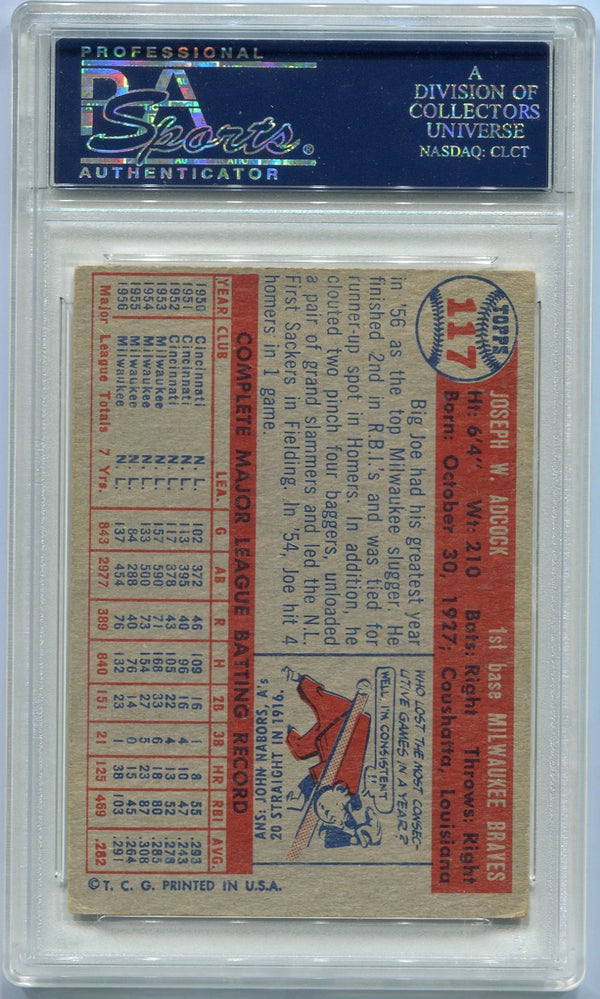 PROFESSIONAL
PSA
Sports®
AUTHENTICATOR
A
DIVISION OF
COLLECTORS
UNIVERSE
NASDAQ: CLCT
TOPPS
117
JOSEPH W. ADCOCK 1st base MILWAUKEE BRAVES
Ht: 6'4" Wt: 210 Bats: Right Throws: Right
Born: October 30, 1927; Coushatta, Louisiana
Big Joe had his greatest year
in '56 as the top Milwaukee slugger. He
finished 2nd in R.B.I.'s and was tied for
runner-up spot in Homers. In addition, he
clouted two pinch four baggers, unloaded
a pair of grand slammers and led the N.L.
First Sackers in Fielding. In '54, Joe hit 4
homers in 1 game.
WHO LOST THE MOST CONSEC-
UTIVE GAMES IN A YEAR?
WELL I'M CONSISTENT!!
ANS: JOHN NABORS, A's
20 STRAIGHT IN 1916.
COMPLETE MAJOR LEAGUE BATTING RECORD
YEAR CLUB LEA. G AB R H 2B 3B HR RBI AVG.
1950 Cincinnati N.L. 102 372 46 109 16 1 8 55 .293
1951 Cincinnati N.L. 113 395 40 96 16 4 10 47 .243
1952 Cincinnati N.L. 117 378 43 105 22 4 13 52 .278
1953 Milwaukee N.L. 157 590 71 168 33 6 18 80 .285
1954 Milwaukee N.L. 133 500 73 154 27 5 23 87 .308
1955 Milwaukee N.L. 84 288 40 76 14 0 15 45 .264
1956 Milwaukee N.L. 137 454 76 132 23 1 38 103 .291
Major League Totals 7 Yrs. 843 2977 389 840 151 21 125 469 .282
© T. C. G. PRINTED IN U.S.A.